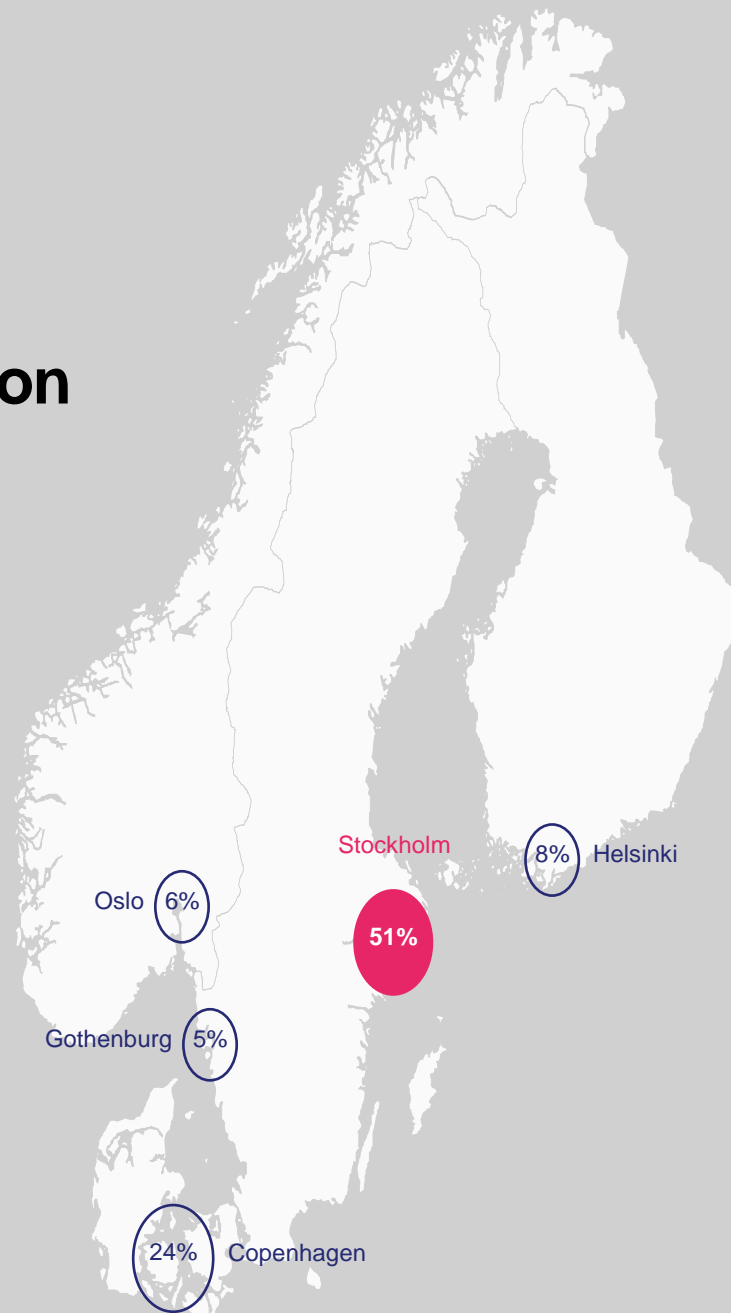 on
Stockholm
8% Helsinki
Oslo 6%
51%
Gothenburg 5%
24% Copenhagen